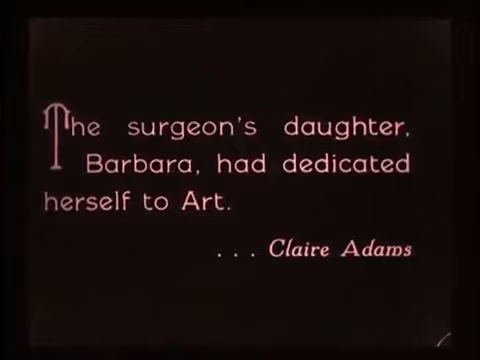 The surgeon's daughter,
Barbara, had dedicated
herself to Art.
. . . Claire Adams